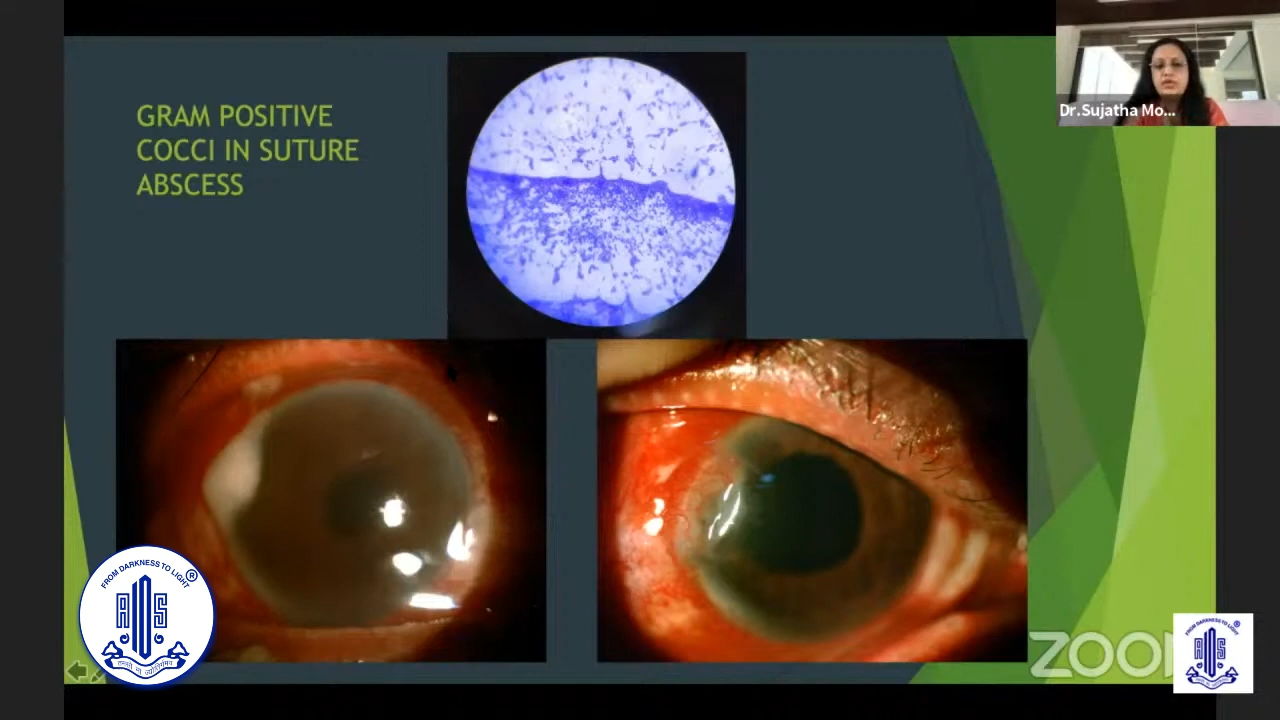 GRAM POSITIVE
COCCI IN SUTURE
ABSCESS
Dr.Sujatha Mo...
FROM DARKNESS TO LIGHT
®
AIOS
ZOO
FROM DARKNESS TO LIGHT
®
AIOS